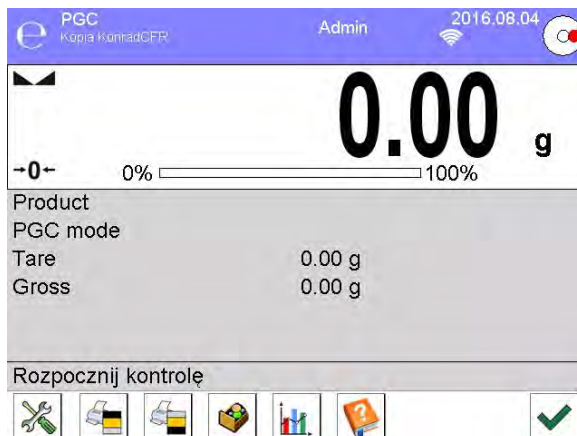 PGC
Kopia KonradCFR
Admin
2016.08.04
0.00 g
→0←
0% 100%
Product
PGC mode
Tare 0.00 g
Gross 0.00 g
Rozpocznij kontrolę
?